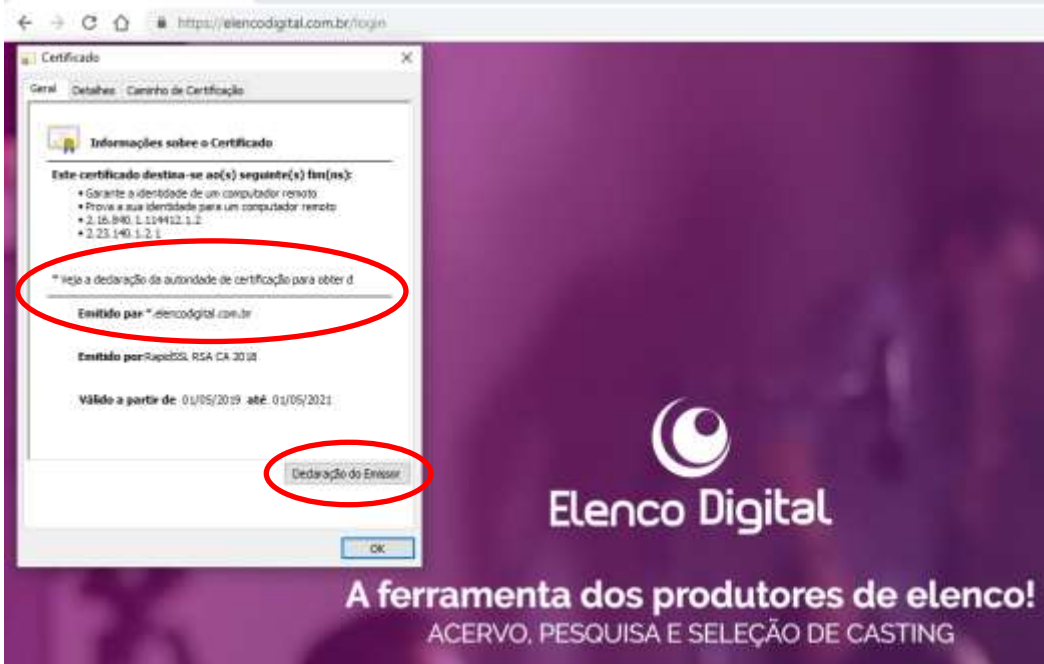 https://elencodigital.com.br/login
Certificado
Geral Detalhes Caminho de Certificação
Informações sobre o Certificado
Este certificado destina-se ao(s) seguinte(s) fim(ns):
• Garante a identidade de um computador remoto
• Prova a sua identidade para um computador remoto
• 2.16.840.1.114412.1.2
• 2.23.140.1.2.1
* Veja a declaração da autoridade de certificação para obter d
Emitido par *.elencodigital.com.br
Emitido por RapidSSL RSA CA 2018
Válido a partir de 01/05/2019 até 01/05/2021
Declaração do Emissor
OK
Elenco Digital
A ferramenta dos produtores de elenco!
ACERVO, PESQUISA E SELEÇÃO DE CASTING